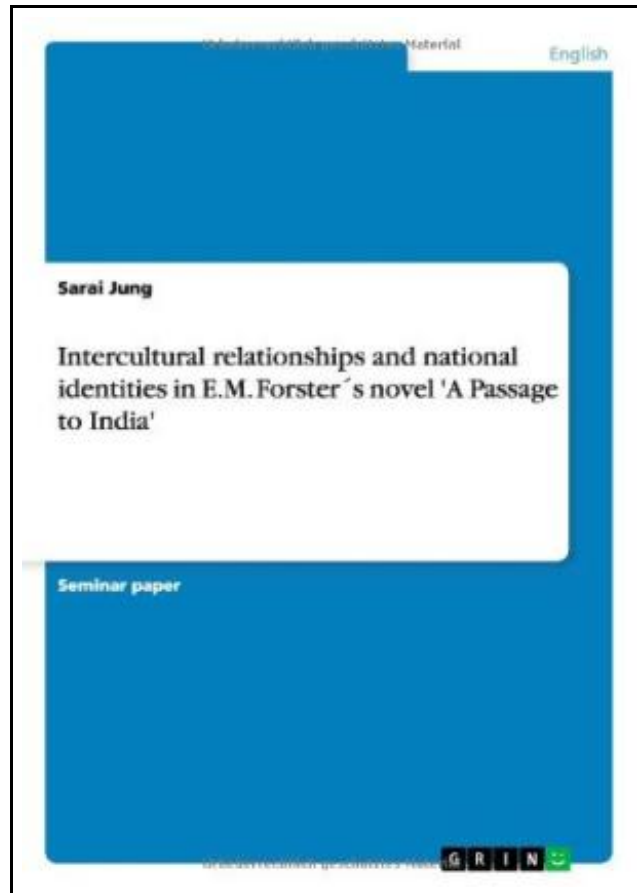 Material
English
Sarai Jung
Intercultural relationships and national
identities in E.M. Forster´s novel 'A Passage
to India'
Seminar paper
GRIN